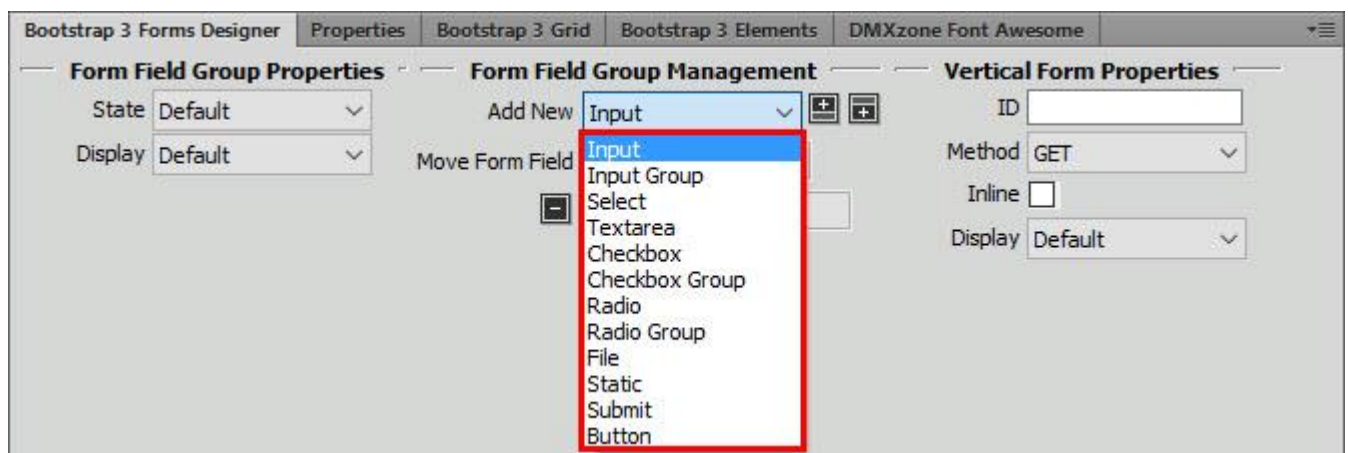 Bootstrap 3 Forms Designer Properties Bootstrap 3 Grid Bootstrap 3 Elements DMXzone Font Awesome
Form Field Group Properties Form Field Group Management Vertical Form Properties
State Default Add New Input ID
Display Default Move Form Field Method GET
Inline
Display Default
Input
Input Group
Select
Textarea
Checkbox
Checkbox Group
Radio
Radio Group
File
Static
Submit
Button